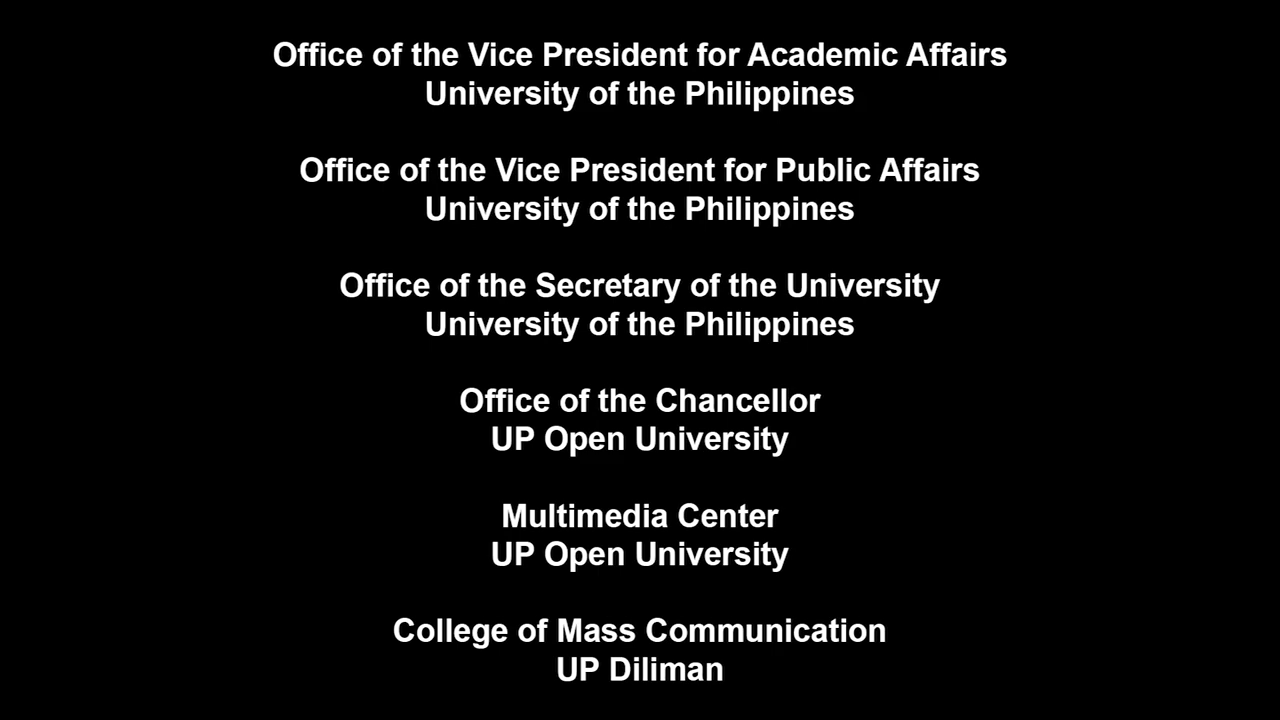 Office of the Vice President for Academic Affairs
University of the Philippines
Office of the Vice President for Public Affairs
University of the Philippines
Office of the Secretary of the University
University of the Philippines
Office of the Chancellor
UP Open University
Multimedia Center
UP Open University
College of Mass Communication
UP Diliman